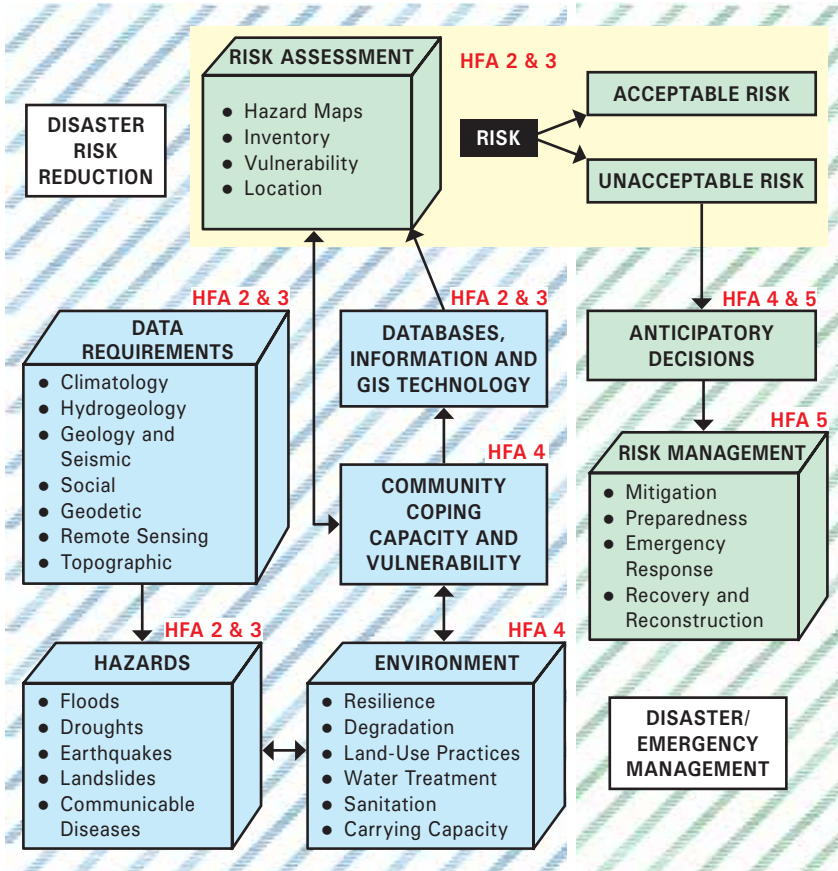 RISK ASSESSMENT
● Hazard Maps
● Inventory
● Vulnerability
● Location
HFA 2 & 3
RISK
ACCEPTABLE RISK
UNACCEPTABLE RISK
DISASTER
RISK
REDUCTION
HFA 2 & 3
DATA
REQUIREMENTS
● Climatology
● Hydrogeology
● Geology and
Seismic
● Social
● Geodetic
● Remote Sensing
● Topographic
HFA 2 & 3
DATABASES,
INFORMATION AND
GIS TECHNOLOGY
HFA 4
COMMUNITY
COPING
CAPACITY AND
VULNERABILITY
HFA 2 & 3
HAZARDS
● Floods
● Droughts
● Earthquakes
● Landslides
● Communicable
Diseases
HFA 4
ENVIRONMENT
● Resilience
● Degradation
● Land-Use Practices
● Water Treatment
● Sanitation
● Carrying Capacity
HFA 4 & 5
ANTICIPATORY
DECISIONS
HFA 5
RISK MANAGEMENT
● Mitigation
● Preparedness
● Emergency
Response
● Recovery and
Reconstruction
DISASTER/
EMERGENCY
MANAGEMENT